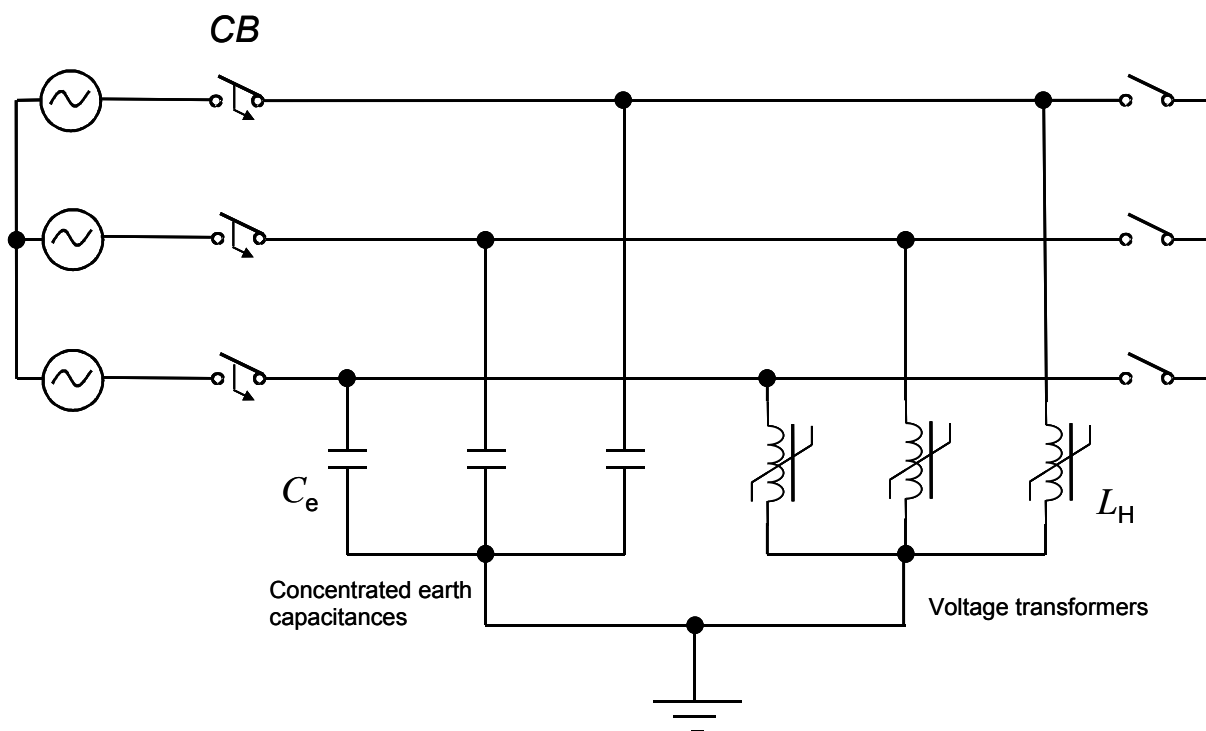 CB
Ce
LH
Concentrated earth
capacitances
Voltage transformers